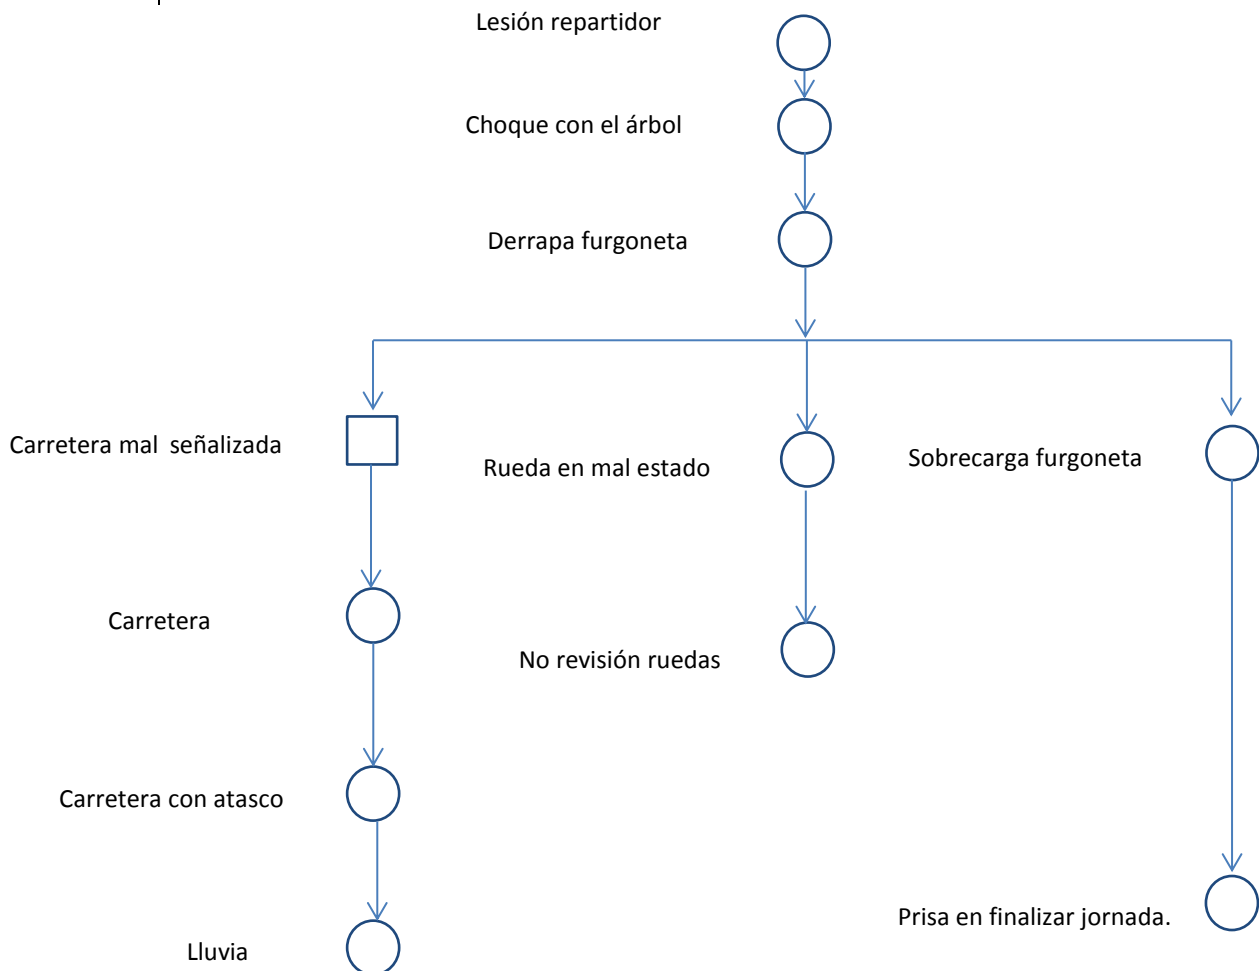 Lesión repartidor
Choque con el árbol
Derrapa furgoneta
Carretera mal  señalizada
Rueda en mal estado
Sobrecarga furgoneta
Carretera
No revisión ruedas
Carretera con atasco
Prisa en finalizar jornada.
Lluvia